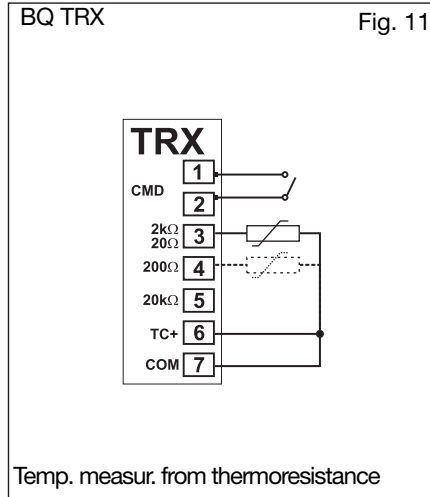 BQ TRX
Fig. 11
TRX
CMD
1
2
2kΩ
20Ω
3
200Ω
4
20kΩ
5
TC+
6
COM
7
Temp. measur. from thermoresistance